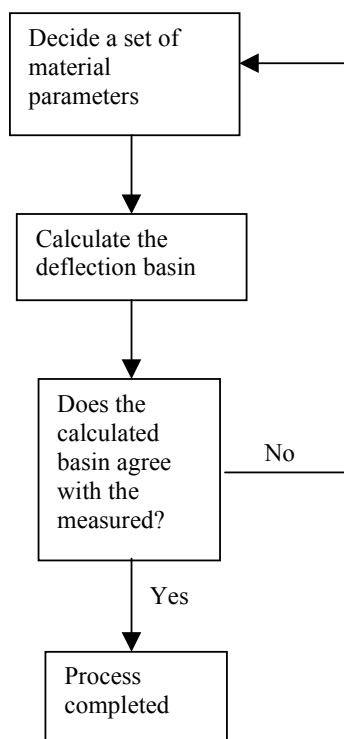 Decide a set of
material
parameters
Calculate the
deflection basin
Does the
calculated
basin agree
with the
measured?
No
Yes
Process
completed